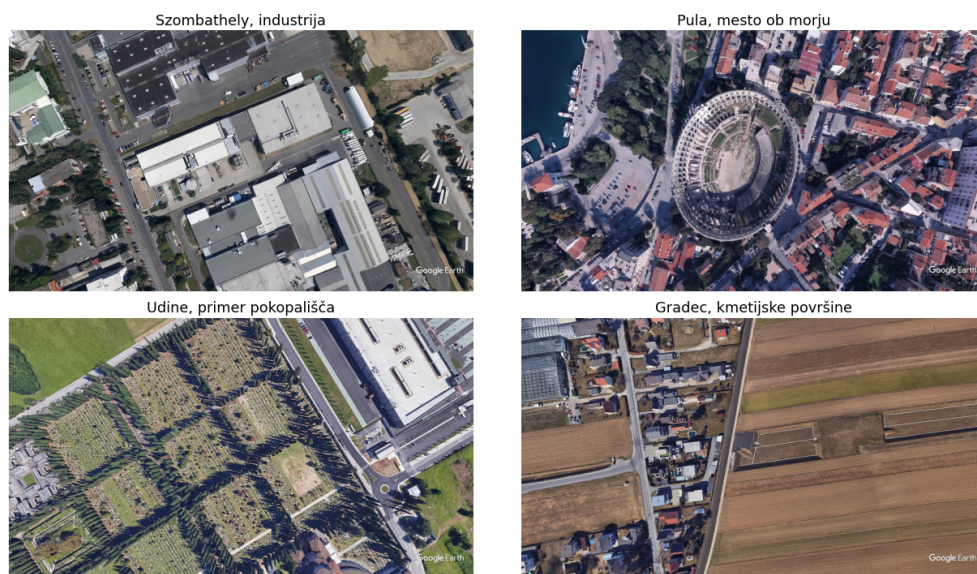 Szombathely, industrija
Pula, mesto ob morju
Google Earth
Google Earth
Udine, primer pokopališča
Gradec, kmetijske površine
Google Earth
Google Earth